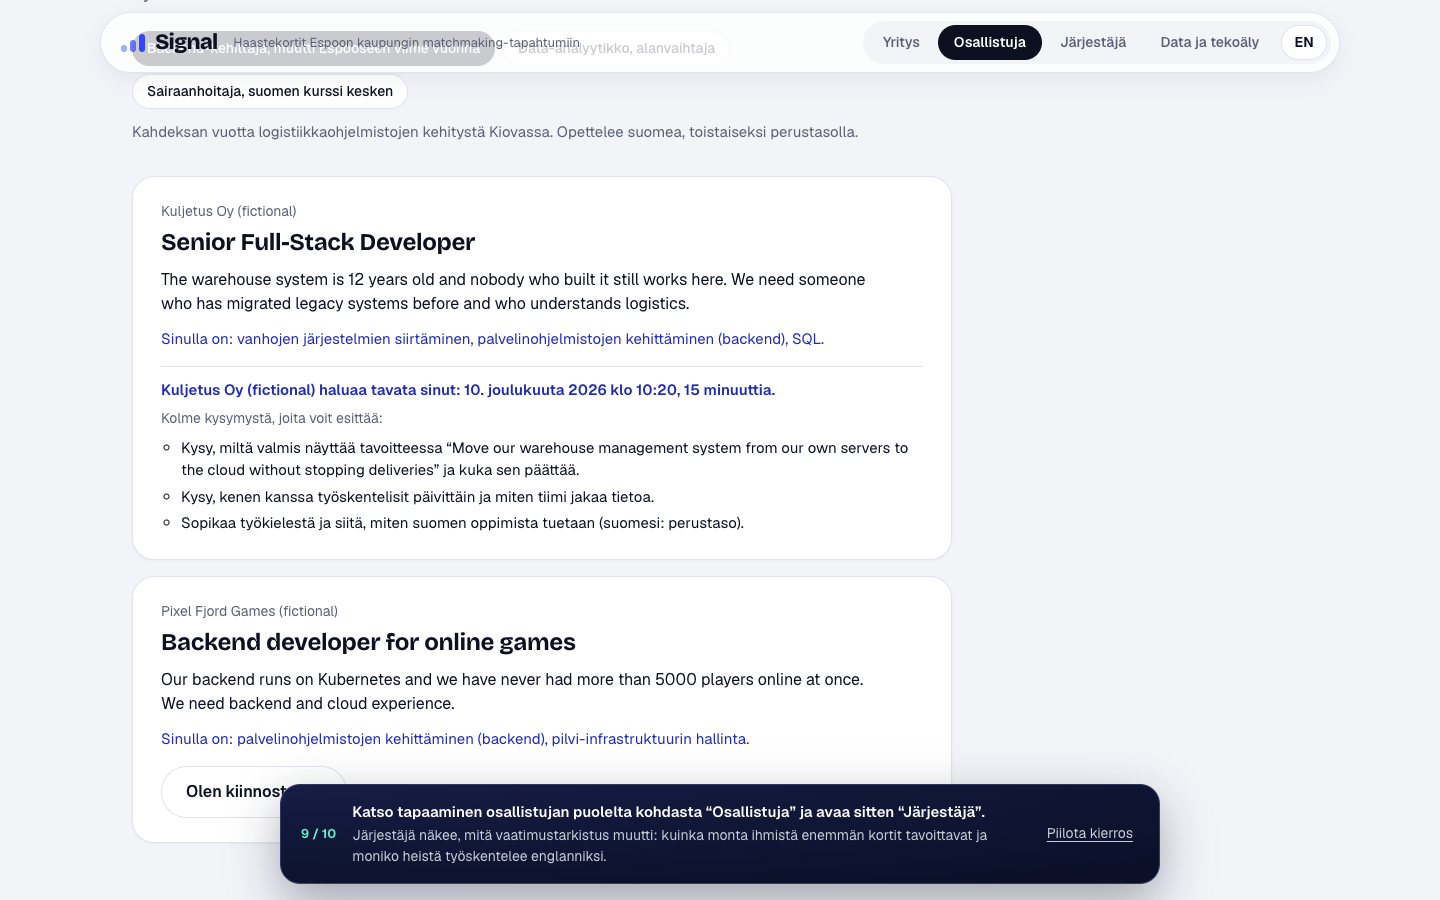 Signal
Haastekortit Espoon kaupungin matchmaking-tapahtumiin
Yritys
Osallistuja
Järjestäjä
Data ja tekoäly
EN
Backend-kehittäjä, muutti Espooseen viime vuonna
Data-analyytikko, alanvaihtaja
Sairaanhoitaja, suomen kurssi kesken
Kahdeksan vuotta logistiikkaohjelmistojen kehitystä Kiovassa. Opettelee suomea, toistaiseksi perustasolla.
Kuljetus Oy (fictional)
Senior Full-Stack Developer
The warehouse system is 12 years old and nobody who built it still works here. We need someone
who has migrated legacy systems before and who understands logistics.
Sinulla on: vanhojen järjestelmien siirtäminen, palvelinohjelmistojen kehittäminen (backend), SQL.
Kuljetus Oy (fictional) haluaa tavata sinut: 10. joulukuuta 2026 klo 10:20, 15 minuuttia.
Kolme kysymystä, joita voit esittää:
Kysy, miltä valmis näyttää tavoitteessa “Move our warehouse management system from our own servers to
the cloud without stopping deliveries” ja kuka sen päättää.
Kysy, kenen kanssa työskentelisit päivittäin ja miten tiimi jakaa tietoa.
Sopikaa työkielestä ja siitä, miten suomen oppimista tuetaan (suomesi: perustaso).
Pixel Fjord Games (fictional)
Backend developer for online games
Our backend runs on Kubernetes and we have never had more than 5000 players online at once.
We need backend and cloud experience.
Sinulla on: palvelinohjelmistojen kehittäminen (backend), pilvi-infrastruktuurin hallinta.
Olen
9 / 10
Katso tapaaminen osallistujan puolelta kohdasta “Osallistuja” ja avaa sitten “Järjestäjä”.
Järjestäjä näkee, mitä vaatimustarkistus muutti: kuinka monta ihmistä enemmän kortit tavoittavat ja
moniko heistä työskentelee englanniksi.
Piilota kierros